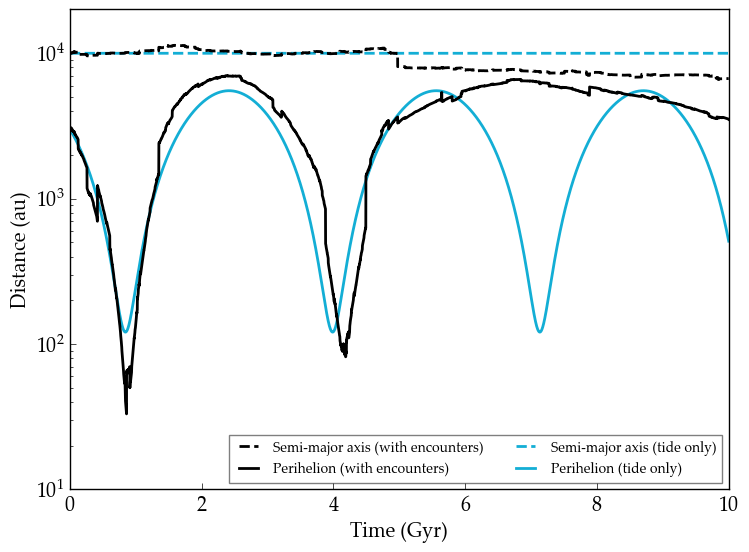 10^4
10^3
10^2
10^1
Distance (au)
0 2 4 6 8 10
Time (Gyr)
Semi-major axis (with encounters)
Perihelion (with encounters)
Semi-major axis (tide only)
Perihelion (tide only)